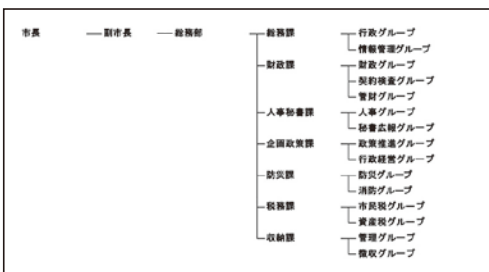 市長 副市長 総務部 総務課 行政グループ
情報管理グループ
財政課 財政グループ
契約検査グループ
管財グループ
人事秘書課 人事グループ
秘書広報グループ
企画政策課 政策推進グループ
行政経営グループ
防災課 防災グループ
消防グループ
税務課 市民税グループ
資産税グループ
収納課 管理グループ
徴収グループ